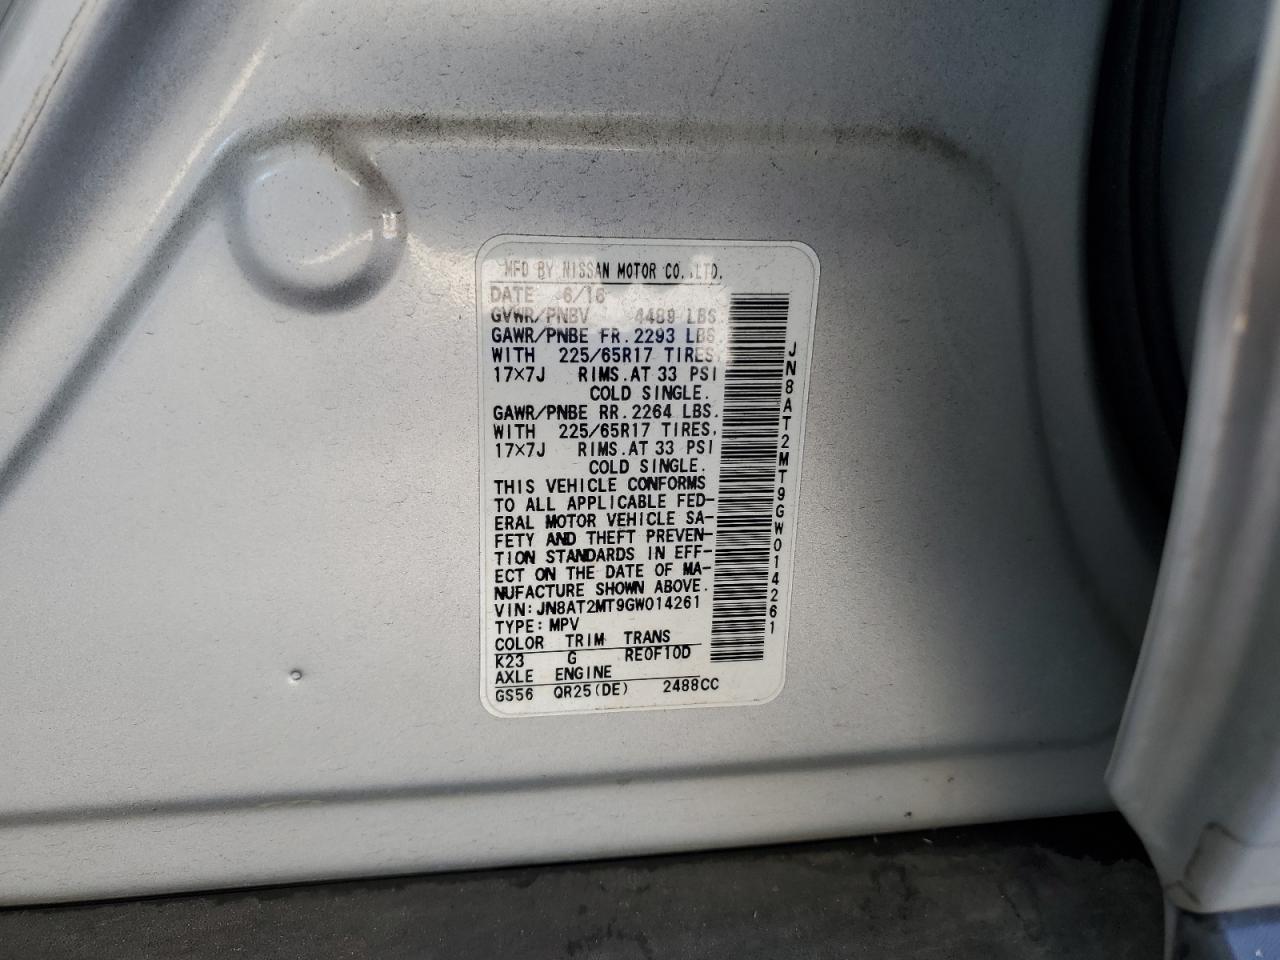 MFD BY NISSAN MOTOR CO.,LTD.
DATE 6/16
GVWR/PNBV 4489 LBS.
GAWR/PNBE FR. 2293 LBS.
WITH 225/65R17 TIRES,
17×7J RIMS. AT 33 PSI
COLD SINGLE.
GAWR/PNBE RR. 2264 LBS.
WITH 225/65R17 TIRES,
17×7J RIMS. AT 33 PSI
COLD SINGLE.
THIS VEHICLE CONFORMS
TO ALL APPLICABLE FED-
ERAL MOTOR VEHICLE SA-
FETY AND THEFT PREVEN-
TION STANDARDS IN EFF-
ECT ON THE DATE OF MA-
NUFACTURE SHOWN ABOVE.
VIN: JN8AT2MT9GW014261
TYPE: MPV
COLOR TRIM TRANS
K23 G RE0F10D
AXLE ENGINE
GS56 QR25(DE) 2488CC
JN8AT2MT9GW014261